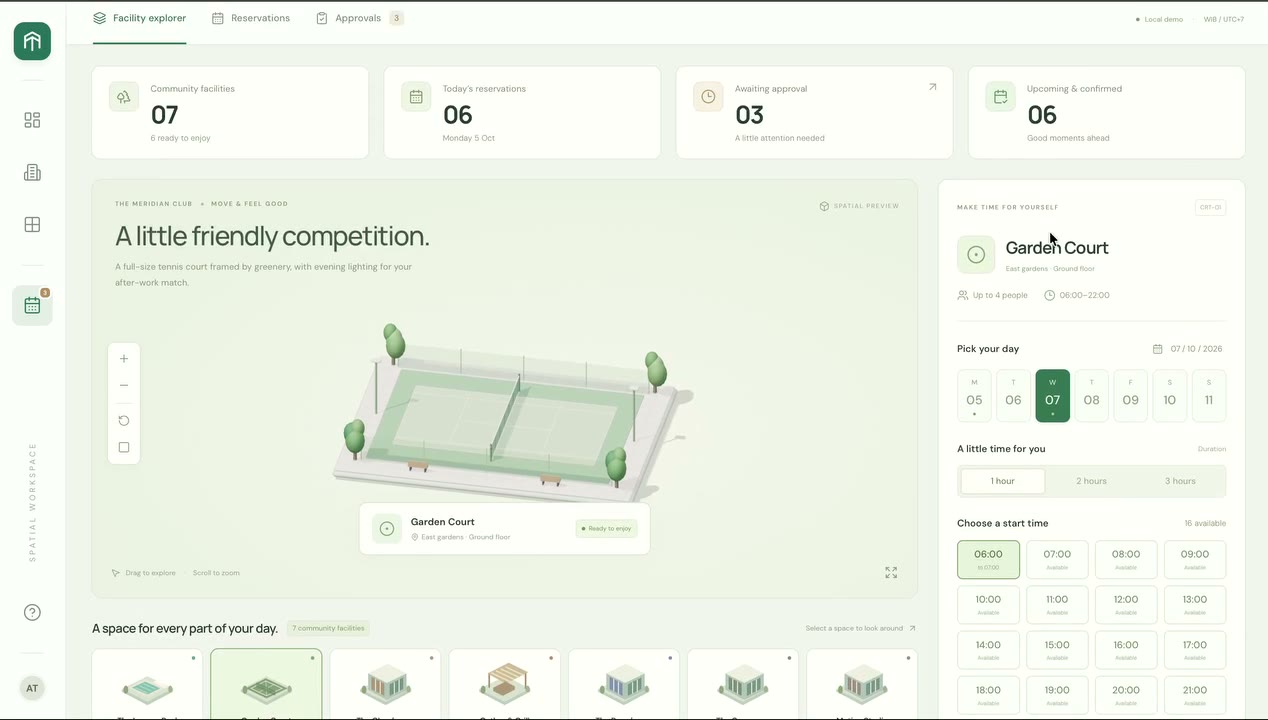 Facility explorer
Reservations
Approvals 3
Local demo · WIB / UTC+7
Community facilities
07
6 ready to enjoy
Today's reservations
06
Monday 5 Oct
Awaiting approval
03
A little attention needed
Upcoming & confirmed
06
Good moments ahead
3
SPATIAL WORKSPACE
AT
THE MERIDIAN CLUB • MOVE & FEEL GOOD
SPATIAL PREVIEW
A little friendly competition.
A full-size tennis court framed by greenery, with evening lighting for your
after-work match.
Garden Court
East gardens · Ground floor
Ready to enjoy
Drag to explore · Scroll to zoom
A space for every part of your day.
7 community facilities
Select a space to look around
MAKE TIME FOR YOURSELF
CRT-01
Garden Court
East gardens · Ground floor
Up to 4 people
06:00–22:00
Pick your day
07 / 10 / 2026
M T W T F S S
05 06 07 08 09 10 11
A little time for you
Duration
1 hour 2 hours 3 hours
Choose a start time
16 available
06:00 07:00 08:00 09:00
Available Available Available
10:00 11:00 12:00 13:00
Available Available Available Available
14:00 15:00 16:00 17:00
Available Available Available Available
18:00 19:00 20:00 21:00
Available Available Available Available